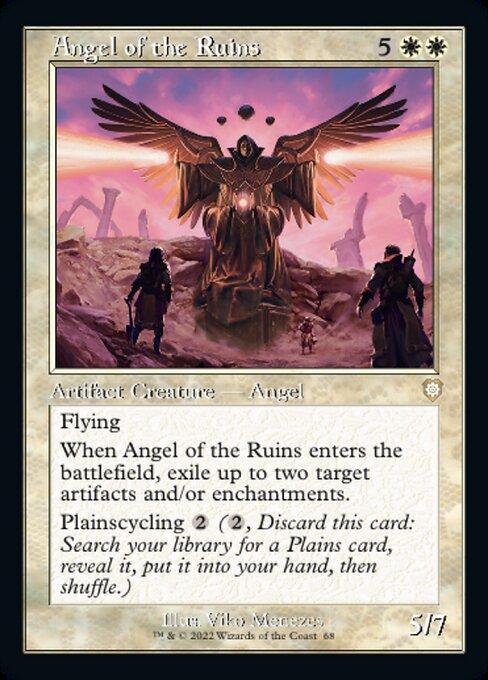 Angel of the Ruins 5
Artifact Creature — Angel
Flying
When Angel of the Ruins enters the
battlefield, exile up to two target
artifacts and/or enchantments.
Plainscycling 2 (2, Discard this card:
Search your library for a Plains card,
reveal it, put it into your hand, then
shuffle.)
Illus. Viko Menezes
5/7
™ & © 2022 Wizards of the Coast 68